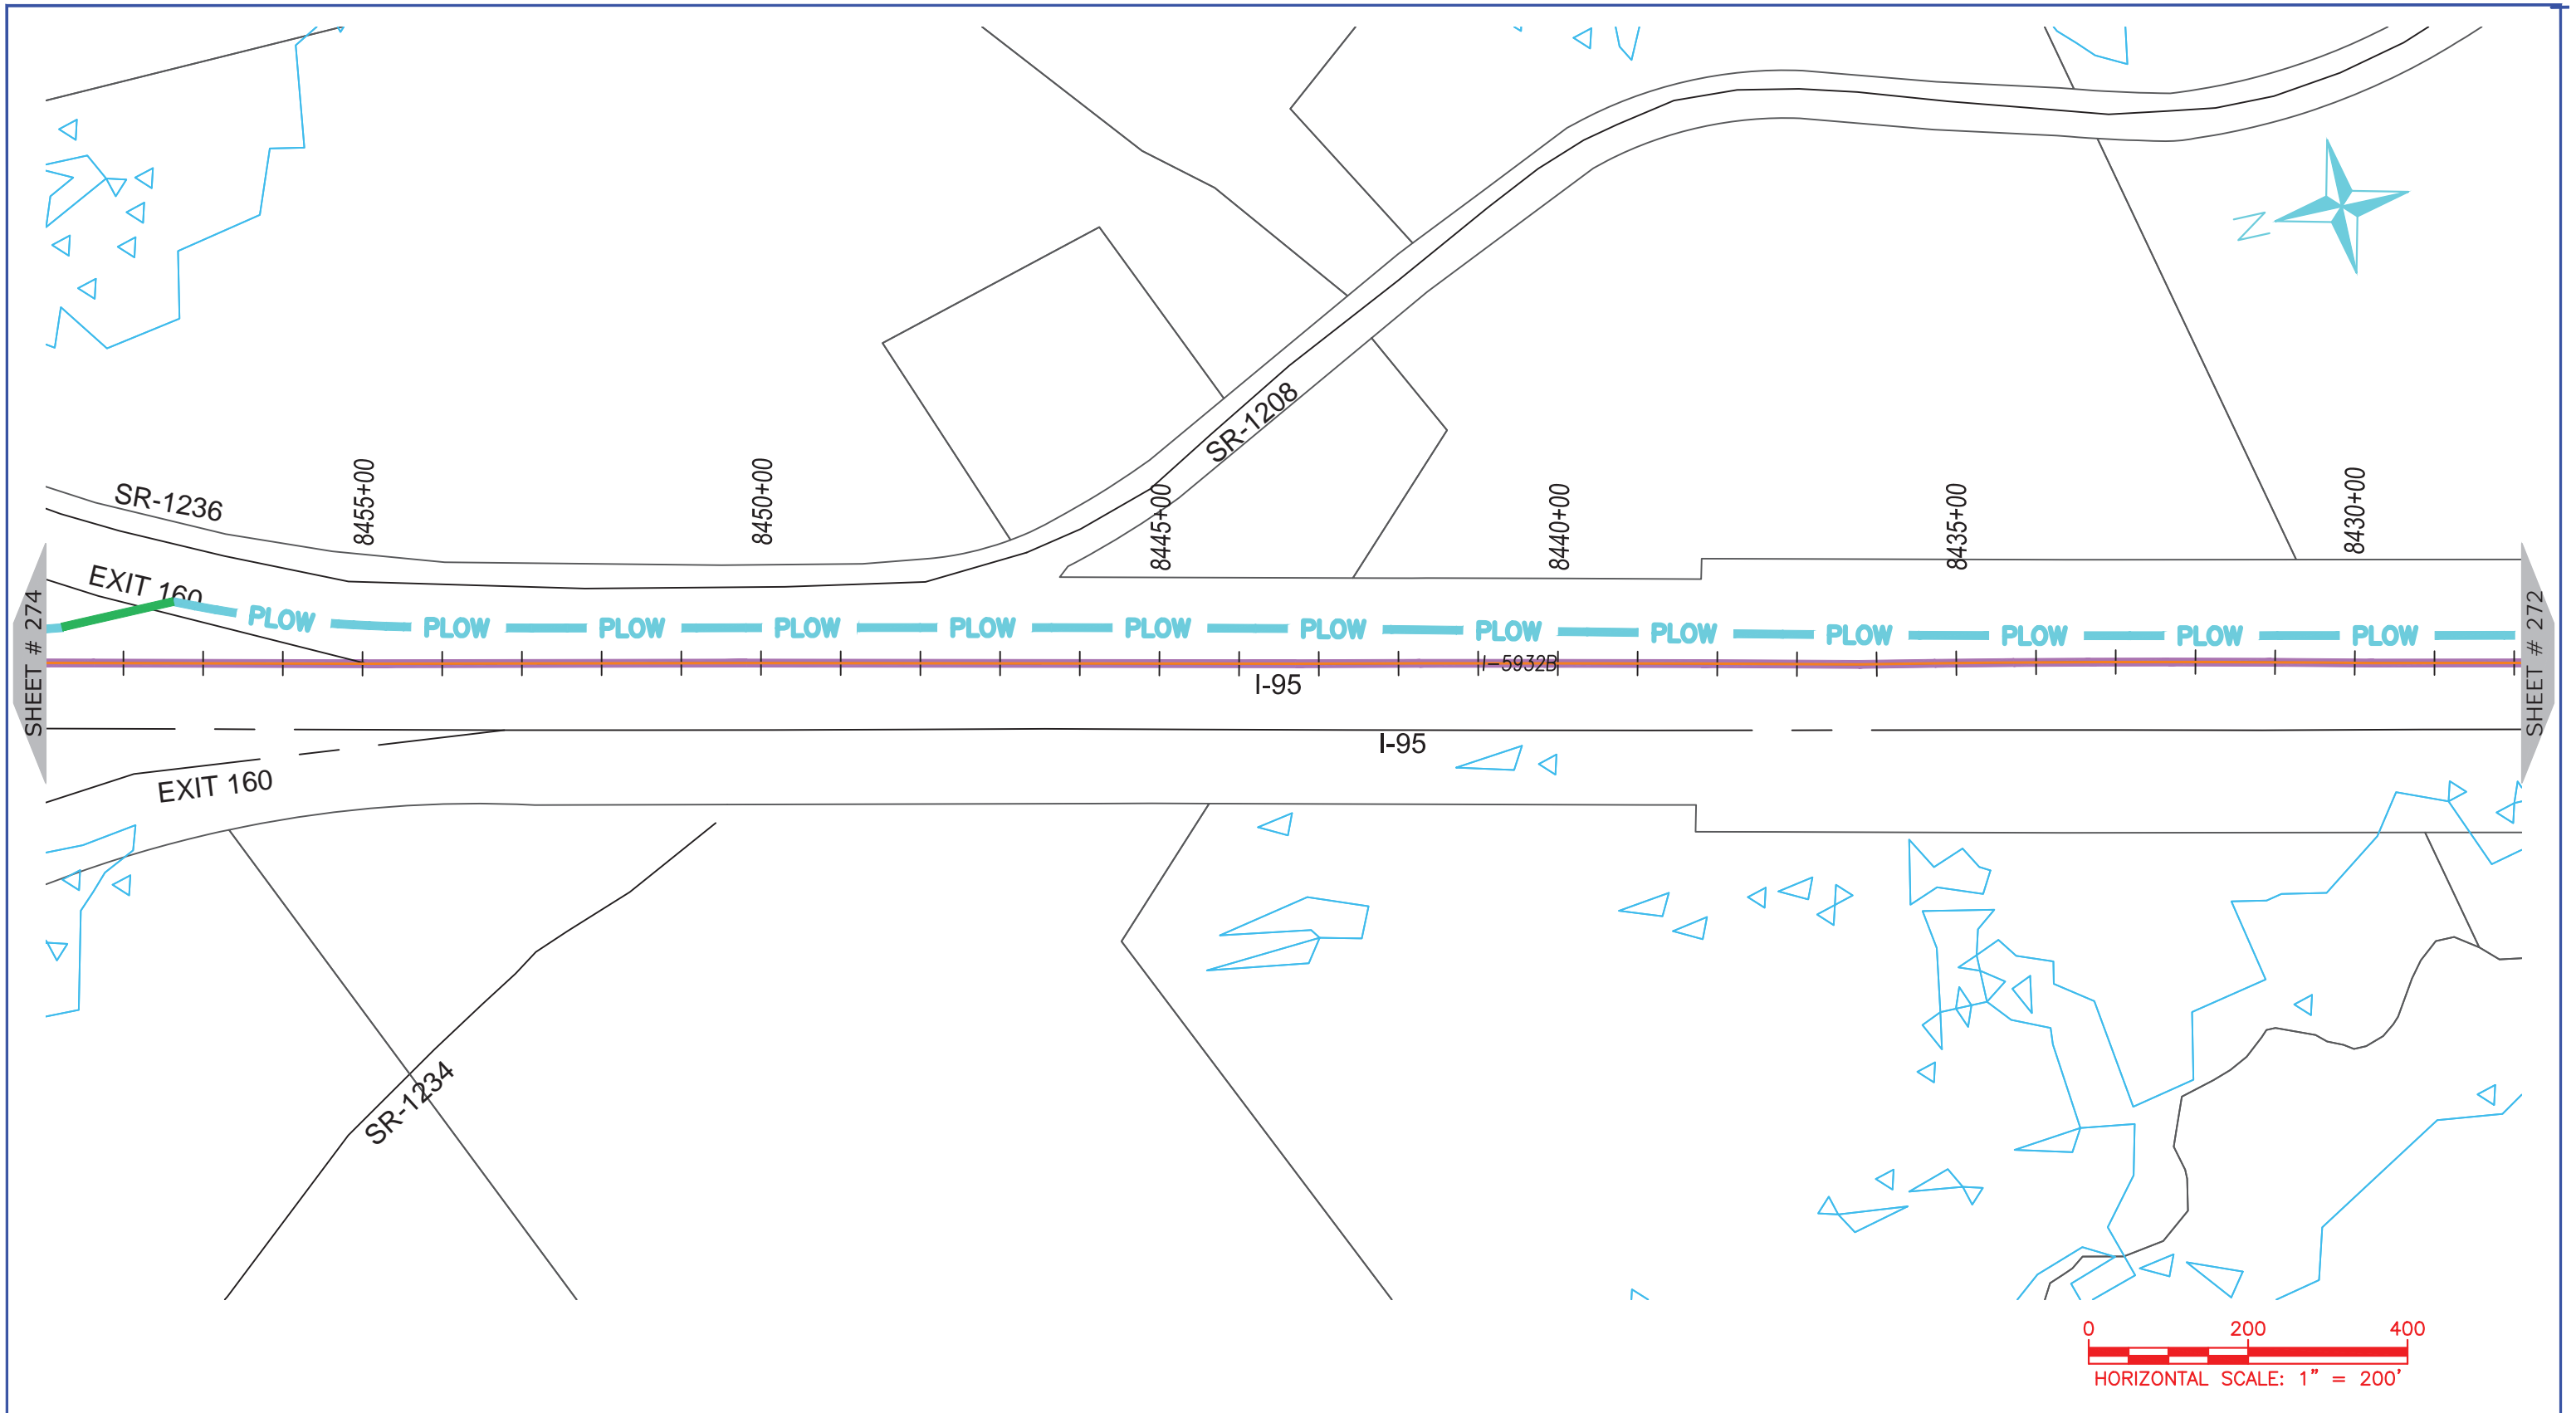 N
SR-1208
SR-1236
8455+00
8450+00
8445+00
8440+00
8435+00
8430+00
EXIT 160
SHEET # 274
PLOW PLOW PLOW PLOW PLOW PLOW PLOW PLOW PLOW PLOW PLOW PLOW PLOW
SHEET # 272
I-5932B
I-95
I-95
EXIT 160
SR-1234
0 200 400
HORIZONTAL SCALE: 1" = 200'